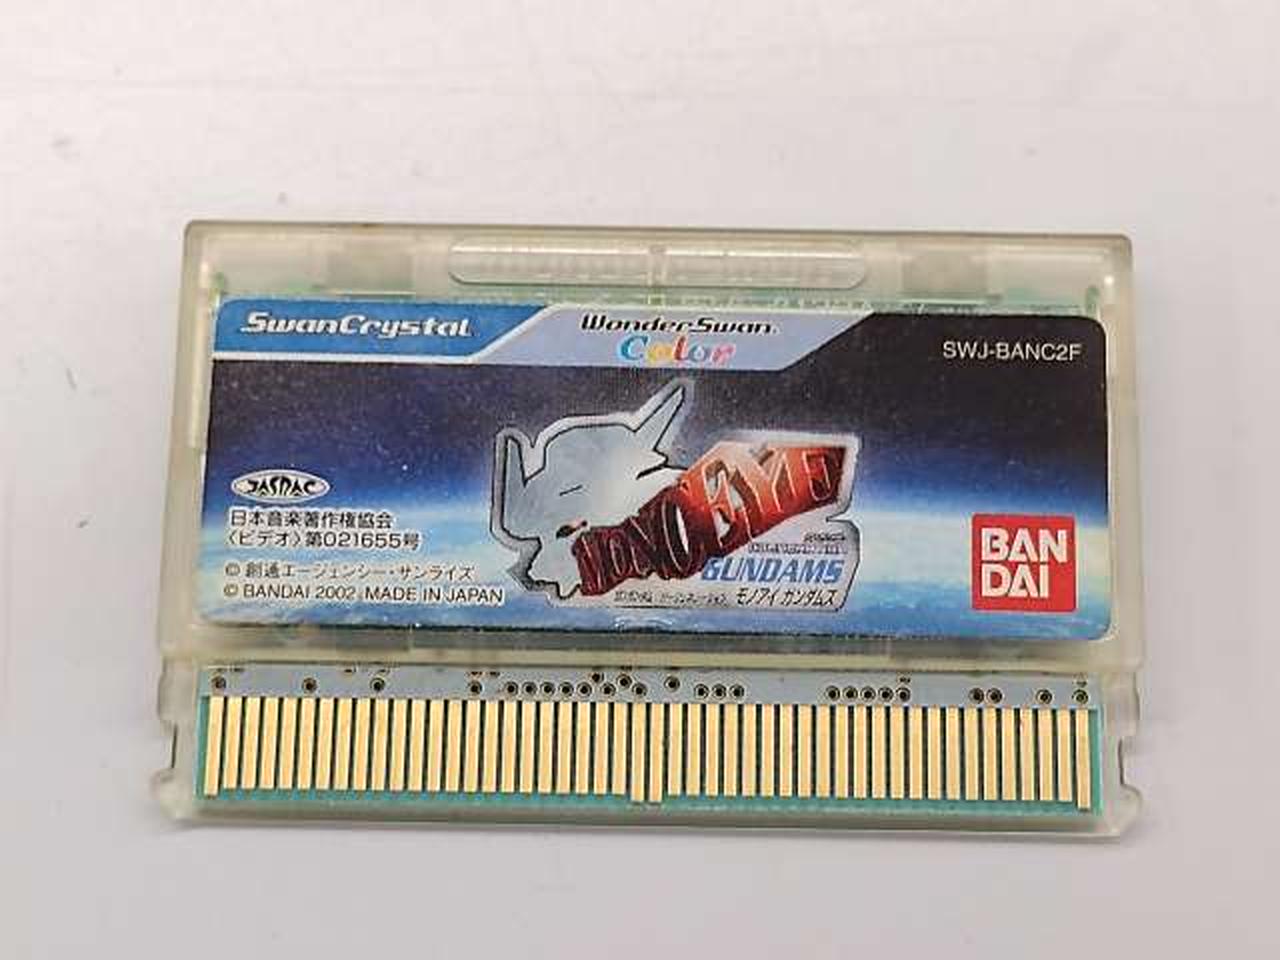 SwanCrystal
WonderSwan
Color
SWJ-BANC2F
MONO EYE
GUNDAMS
モノアイ ガンダムズ
JASRAC
日本音楽著作権協会
〈ビデオ〉第021655号
© 創通エージェンシー・サンライズ
© BANDAI 2002 MADE IN JAPAN
BAN
DAI